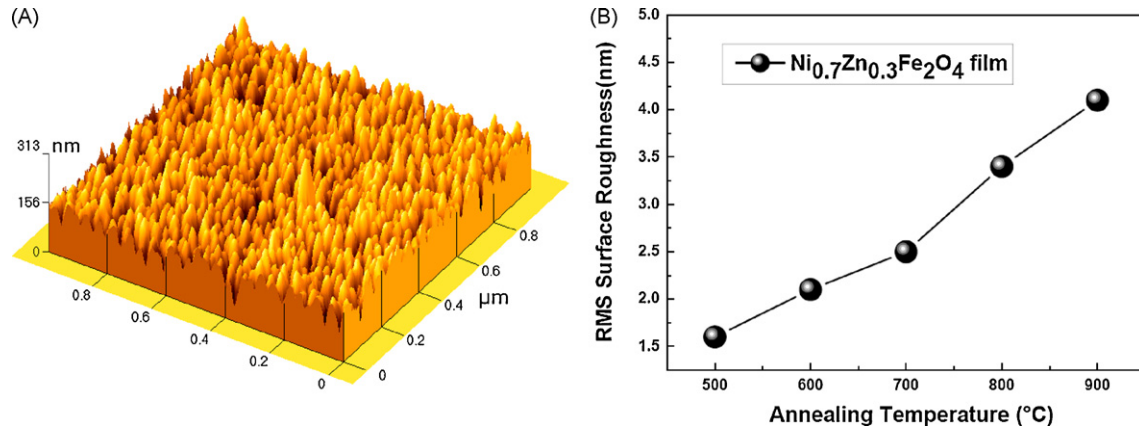 (A)
nm
313
156
0
0.8
0.6
0.4
0.2
0
0
0.2
0.4
0.6
0.8
µm
(B)
5.0
4.5
4.0
3.5
3.0
2.5
2.0
1.5
RMS Surface Roughness(nm)
Ni0.7Zn0.3Fe2O4 film
500 600 700 800 900
Annealing Temperature (°C)